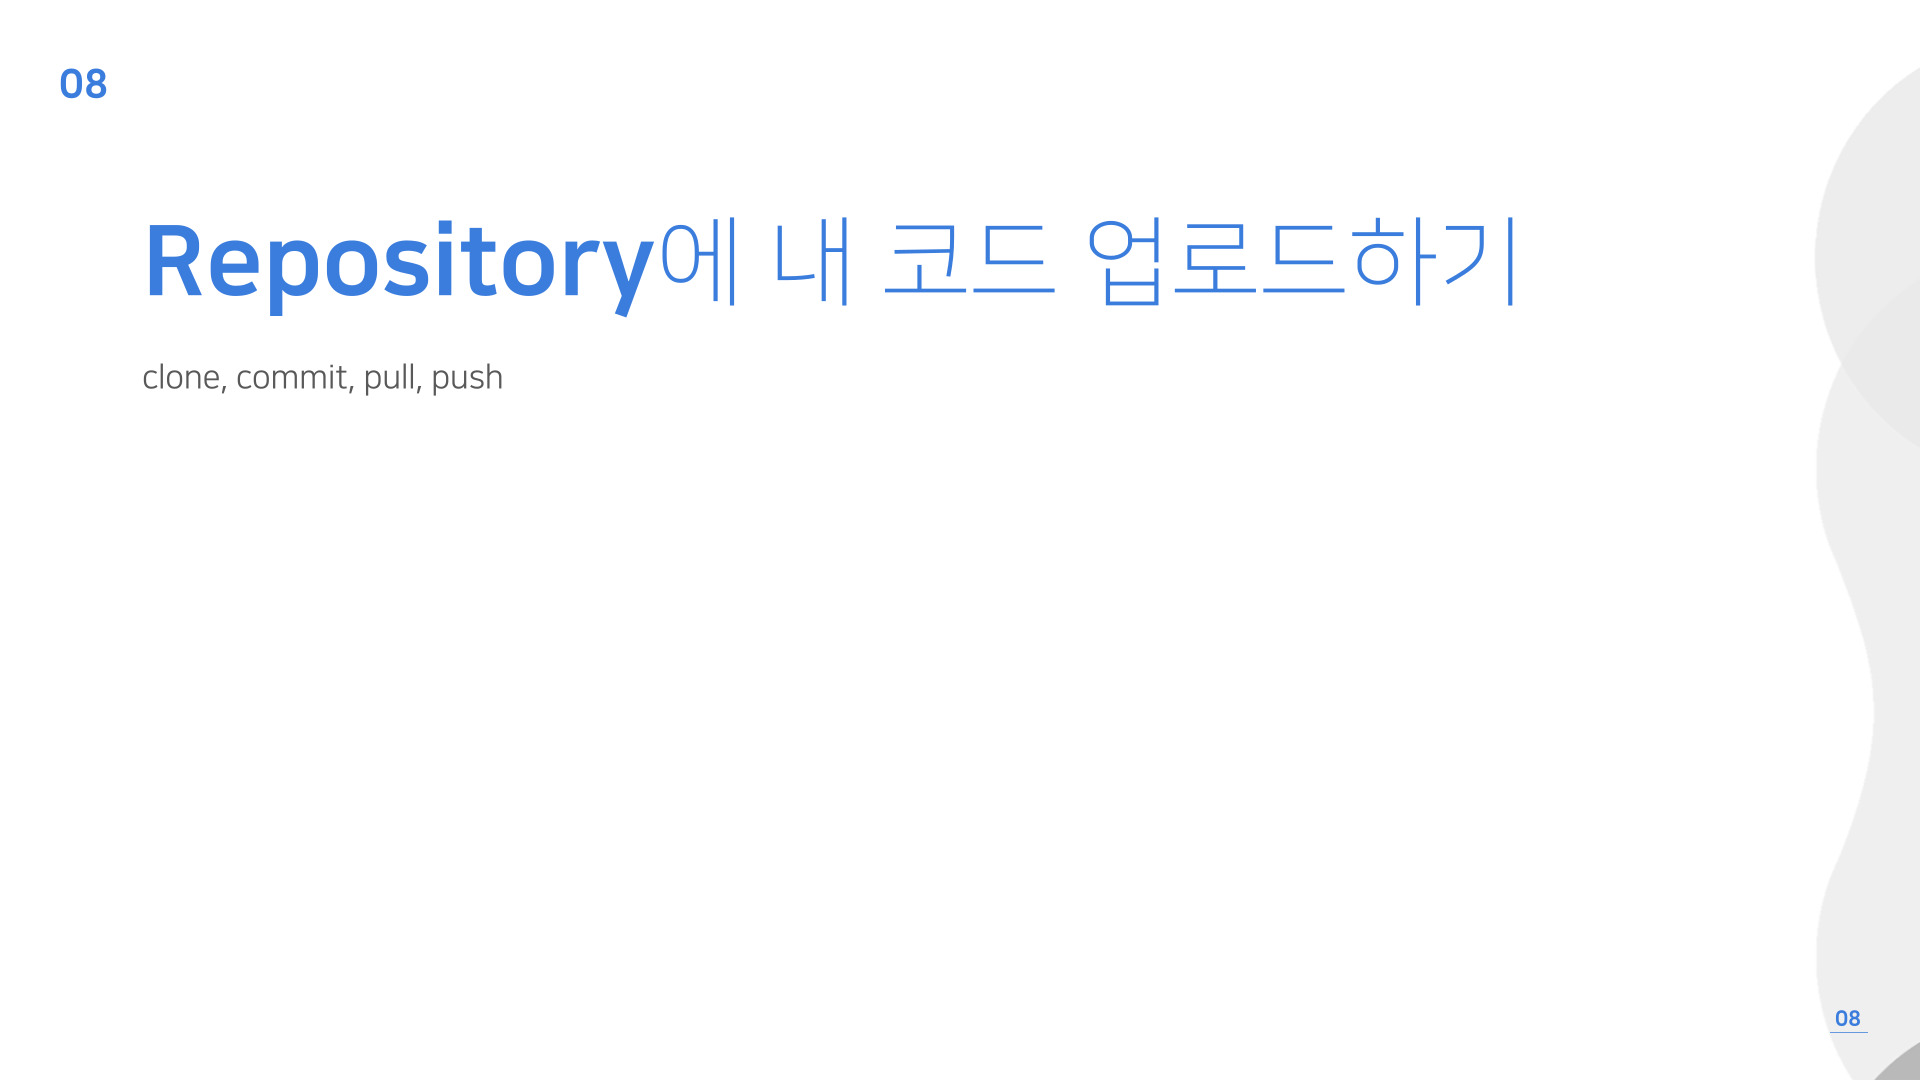 08
Repository에 내 코드 업로드하기
clone, commit, pull, push
08